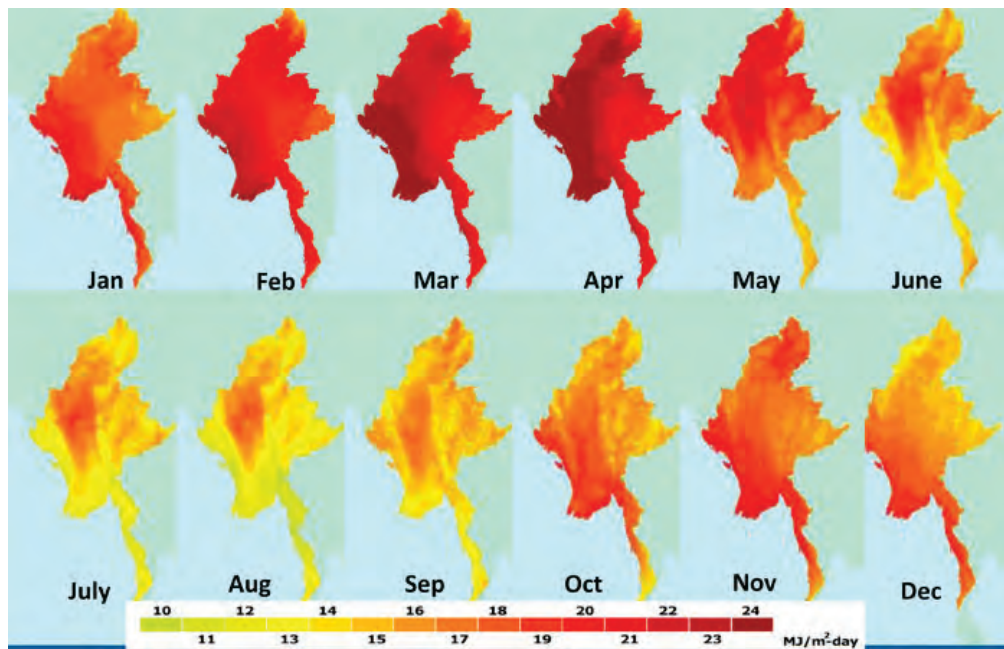 Jan Feb Mar Apr May June
July Aug Sep Oct Nov Dec
10 12 14 16 18 20 22 24
11 13 15 17 19 21 23 MJ/m²-day